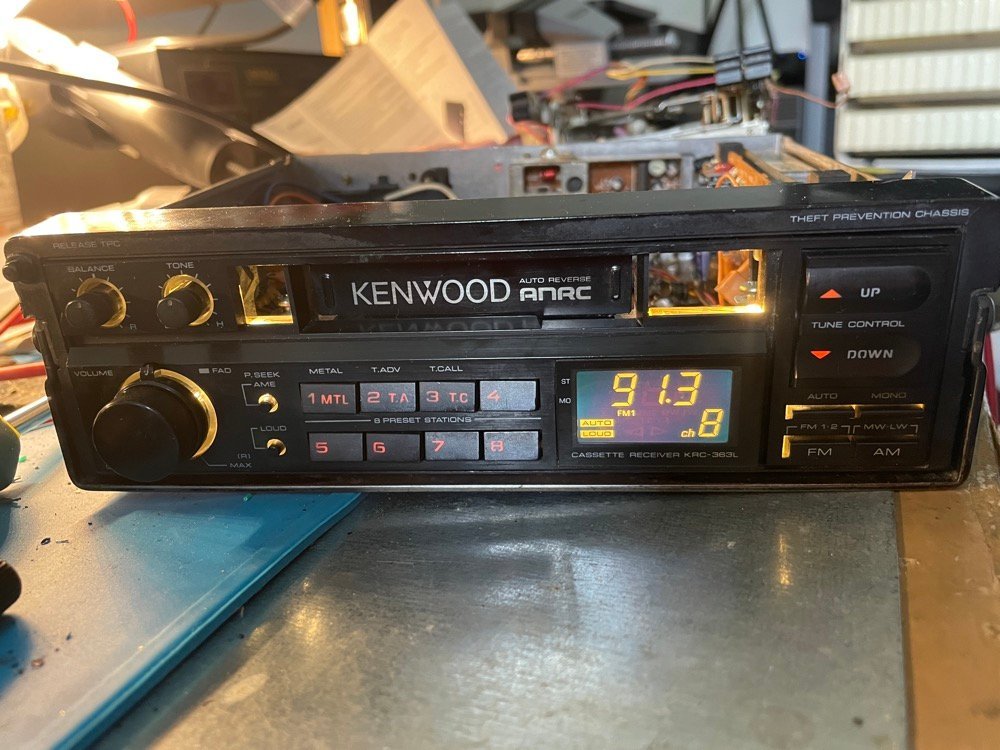 THEFT PREVENTION CHASSIS
RELEASE TPC
BALANCE
TONE
R
H
KENWOOD
AUTO REVERSE
ANRC
UP
TUNE CONTROL
DOWN
VOLUME
FAD
P.SEEK
AME
LOUD
(R)
MAX
METAL
T.ADV
T.CALL
1 MTL
2 T.A
3 T.C
4
8 PRESET STATIONS
5
6
7
8
ST
MO
91.3
FM1
AUTO
LOUD
ch 8
CASSETTE RECEIVER KRC-363L
AUTO
MONO
FM 1·2
MW·LW
FM
AM